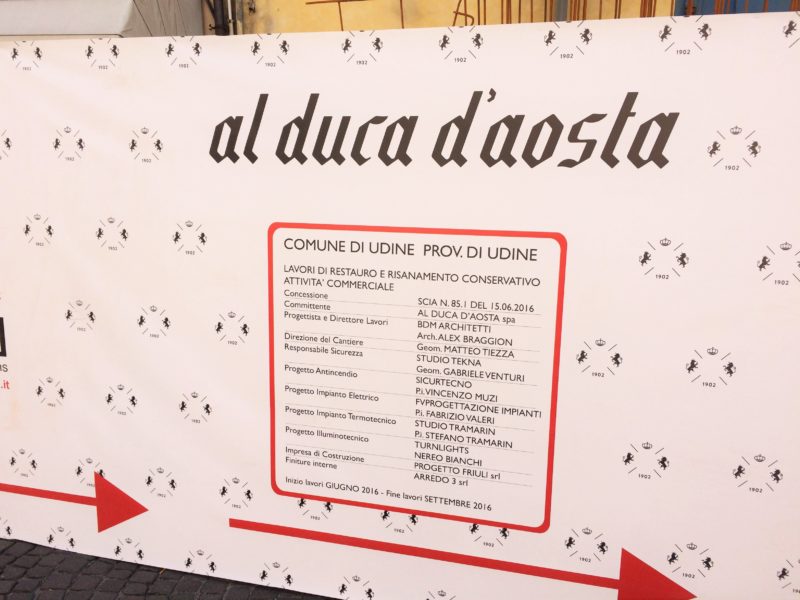 al duca d'aosta
COMUNE DI UDINE PROV. DI UDINE
LAVORI DI RESTAURO E RISANAMENTO CONSERVATIVO
ATTIVITA' COMMERCIALE
Concessione SCIA N. 85.1 DEL 15.06.2016
Committente AL DUCA D'AOSTA spa
Progettista e Direttore Lavori BDM ARCHITETTI
Arch. ALEX BRAGGION
Direzione del Cantiere Geom. MATTEO TIEZZA
Responsabile Sicurezza STUDIO TEKNA
Geom. GABRIELE VENTURI
Progetto Antincendio SICURTECNO
P.i. VINCENZO MUZI
Progetto Impianto Elettrico FVPROGETTAZIONE IMPIANTI
P.i. FABRIZIO VALERI
Progetto Impianto Termotecnico STUDIO TRAMARIN
P.i. STEFANO TRAMARIN
Progetto Illuminotecnico TURNLIGHTS
NEREO BIANCHI
Impresa di Costruzione PROGETTO FRIULI srl
Finiture interne ARREDO 3 srl
Inizio lavori GIUGNO 2016 - Fine lavori SETTEMBRE 2016
1902
.it